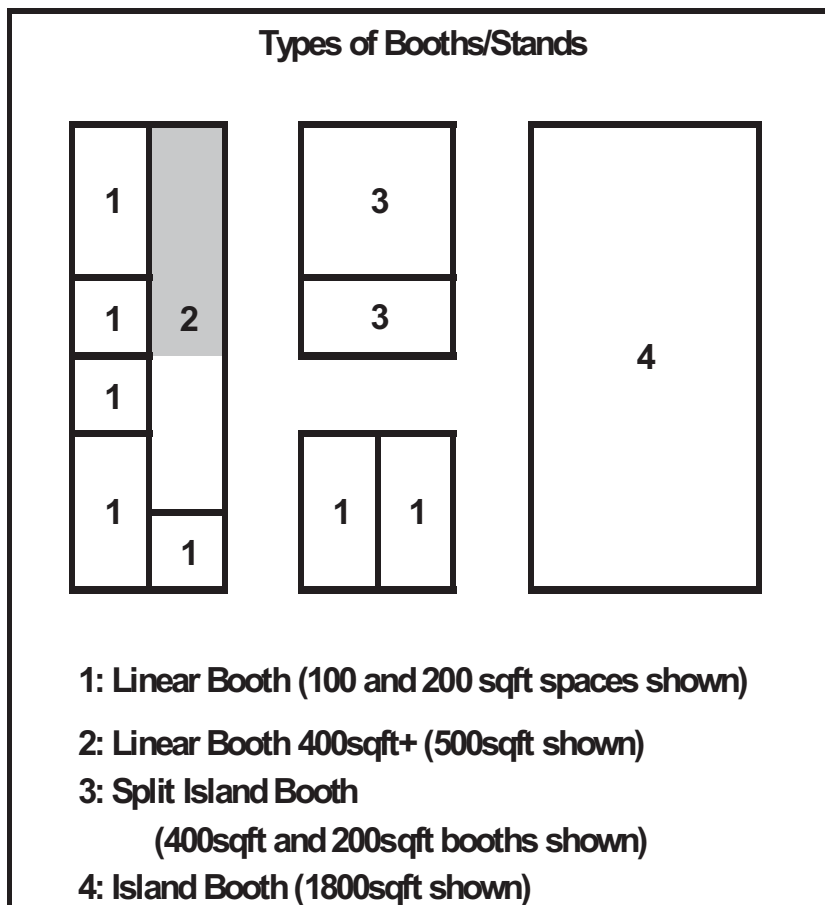 Types of Booths/Stands
1
3
1
2
3
4
1
1
1
1
1
1: Linear Booth (100 and 200 sqft spaces shown)
2: Linear Booth 400sqft+ (500sqft shown)
3: Split Island Booth
(400sqft and 200sqft booths shown)
4: Island Booth (1800sqft shown)